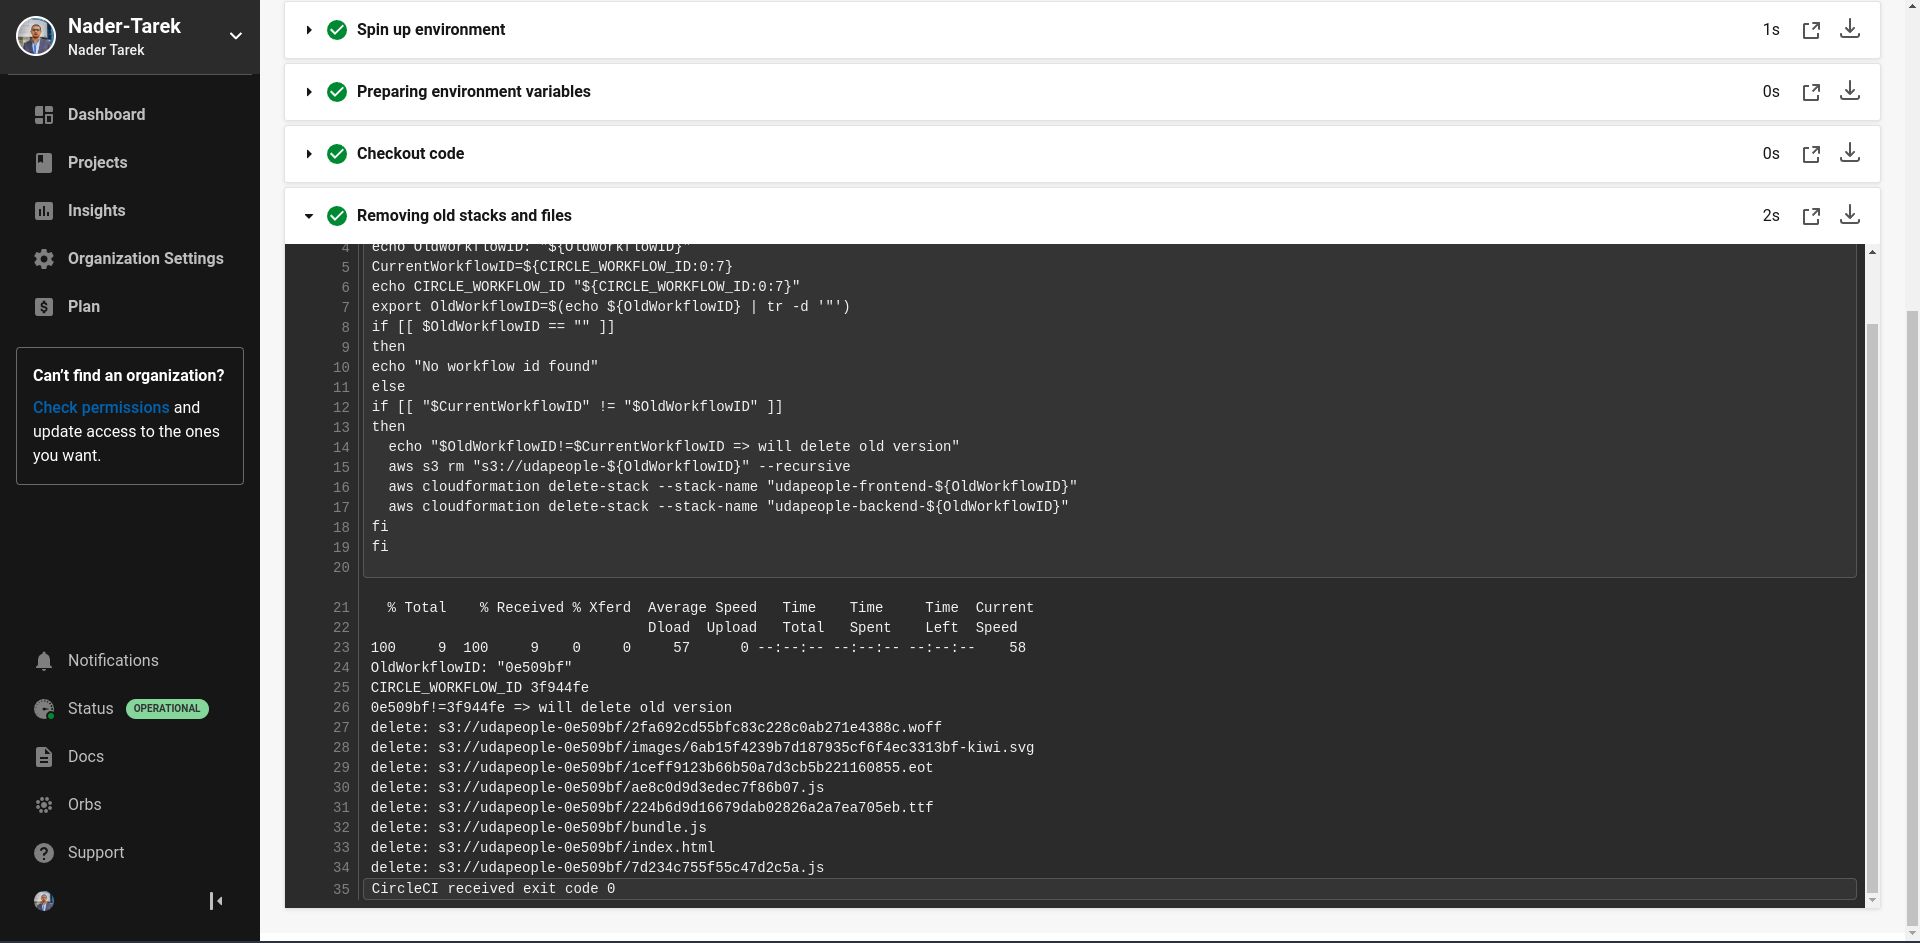 Nader-Tarek
Nader Tarek
Dashboard
Projects
Insights
Organization Settings
Plan
Can't find an organization?
Check permissions and
update access to the ones
you want.
Notifications
Status OPERATIONAL
Docs
Orbs
Support
Spin up environment 1s
Preparing environment variables 0s
Checkout code 0s
Removing old stacks and files 2s
4 echo OldWorkflowID: "${OldWorkflowID}"
5 CurrentWorkflowID=${CIRCLE_WORKFLOW_ID:0:7}
6 echo CIRCLE_WORKFLOW_ID "${CIRCLE_WORKFLOW_ID:0:7}"
7 export OldWorkflowID=$(echo ${OldWorkflowID} | tr -d '"')
8 if [[ $OldWorkflowID == "" ]]
9 then
10 echo "No workflow id found"
11 else
12 if [[ "$CurrentWorkflowID" != "$OldWorkflowID" ]]
13 then
14   echo "$OldWorkflowID!=$CurrentWorkflowID => will delete old version"
15   aws s3 rm "s3://udapeople-${OldWorkflowID}" --recursive
16   aws cloudformation delete-stack --stack-name "udapeople-frontend-${OldWorkflowID}"
17   aws cloudformation delete-stack --stack-name "udapeople-backend-${OldWorkflowID}"
18 fi
19 fi
20
21   % Total    % Received % Xferd  Average Speed   Time    Time     Time  Current
22                                  Dload  Upload   Total   Spent    Left  Speed
23 100     9  100     9    0     0     57      0 --:--:-- --:--:-- --:--:--    58
24 OldWorkflowID: "0e509bf"
25 CIRCLE_WORKFLOW_ID 3f944fe
26 0e509bf!=3f944fe => will delete old version
27 delete: s3://udapeople-0e509bf/2fa692cd55bfc83c228c0ab271e4388c.woff
28 delete: s3://udapeople-0e509bf/images/6ab15f4239b7d187935cf6f4ec3313bf-kiwi.svg
29 delete: s3://udapeople-0e509bf/1ceff9123b66b50a7d3cb5b221160855.eot
30 delete: s3://udapeople-0e509bf/ae8c0d9d3edec7f86b07.js
31 delete: s3://udapeople-0e509bf/224b6d9d16679dab02826a2a7ea705eb.ttf
32 delete: s3://udapeople-0e509bf/bundle.js
33 delete: s3://udapeople-0e509bf/index.html
34 delete: s3://udapeople-0e509bf/7d234c755f55c47d2c5a.js
35 CircleCI received exit code 0